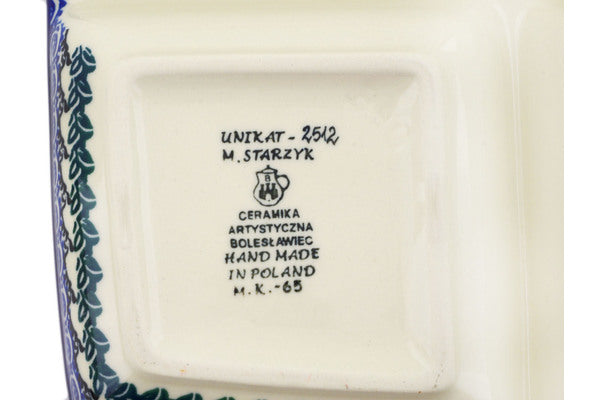 UNIKAT - 2512
M. STARZYK
B
CERAMIKA
ARTYSTYCZNA
BOLESŁAWIEC
HAND MADE
IN POLAND
M.K.-65